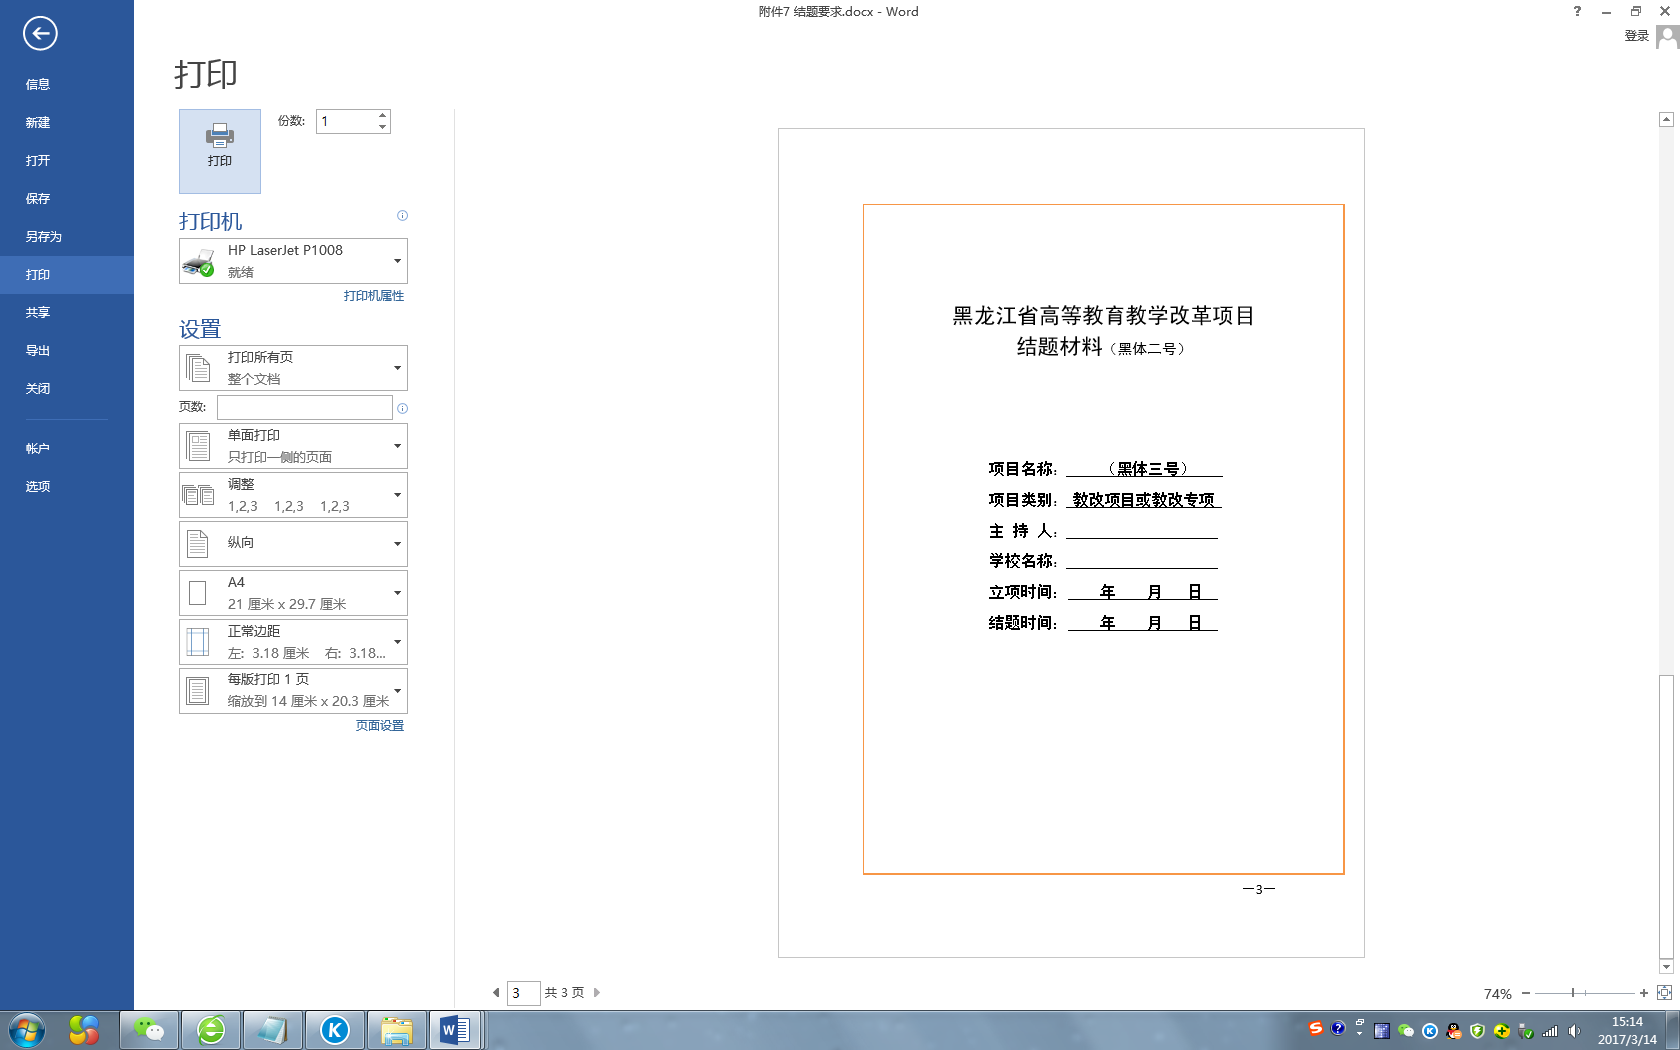 附件7 结题要求.docx - Word
?
登录
信息
新建
打开
保存
另存为
打印
共享
导出
关闭
帐户
选项
打印
打印
份数:
1
打印机
HP LaserJet P1008
就绪
打印机属性
设置
打印所有页
整个文档
页数:
单面打印
只打印一侧的页面
调整
1,2,3 1,2,3 1,2,3
纵向
A4
21 厘米 x 29.7 厘米
正常边距
左: 3.18 厘米 右: 3.18...
每版打印 1 页
缩放到 14 厘米 x 20.3 厘米
页面设置
黑龙江省高等教育教学改革项目
结题材料（黑体二号）
项目名称：（黑体三号）
项目类别：教改项目或教改专项
主 持 人：
学校名称：
立项时间： 年 月 日
结题时间： 年 月 日
—3—
3 共 3 页
74%
15:14
2017/3/14